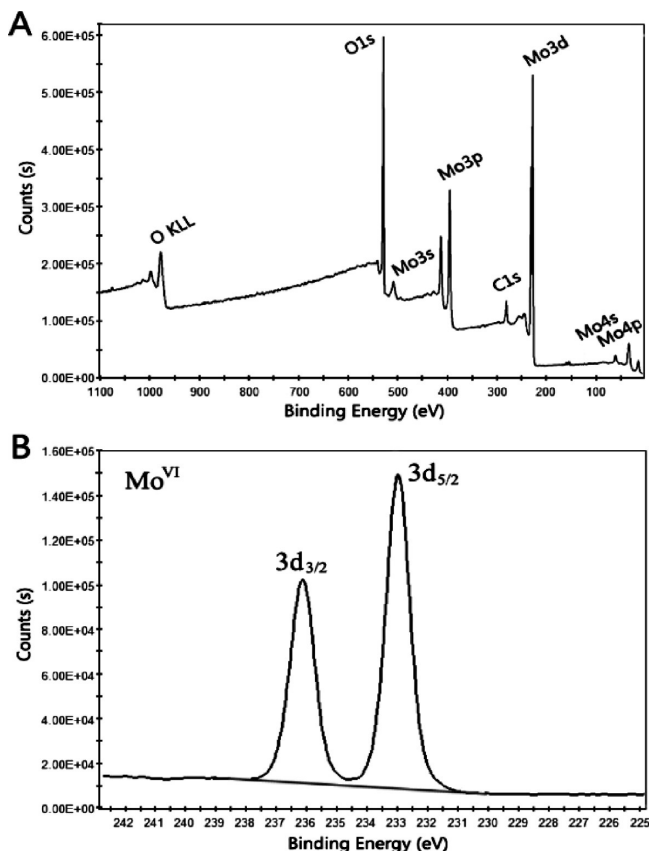 A
6.00E+05
5.00E+05
4.00E+05
3.00E+05
2.00E+05
1.00E+05
0.00E+00
Counts (s)
O KLL
O1s
Mo3s
Mo3p
C1s
Mo3d
Mo4s
Mo4p
1100 1000 900 800 700 600 500 400 300 200 100
Binding Energy (eV)
B
1.60E+05
1.40E+05
1.20E+05
1.00E+05
8.00E+04
6.00E+04
4.00E+04
2.00E+04
0.00E+00
Counts (s)
Mo^VI
3d_3/2
3d_5/2
242 241 240 239 238 237 236 235 234 233 232 231 230 229 228 227 226 225
Binding Energy (eV)